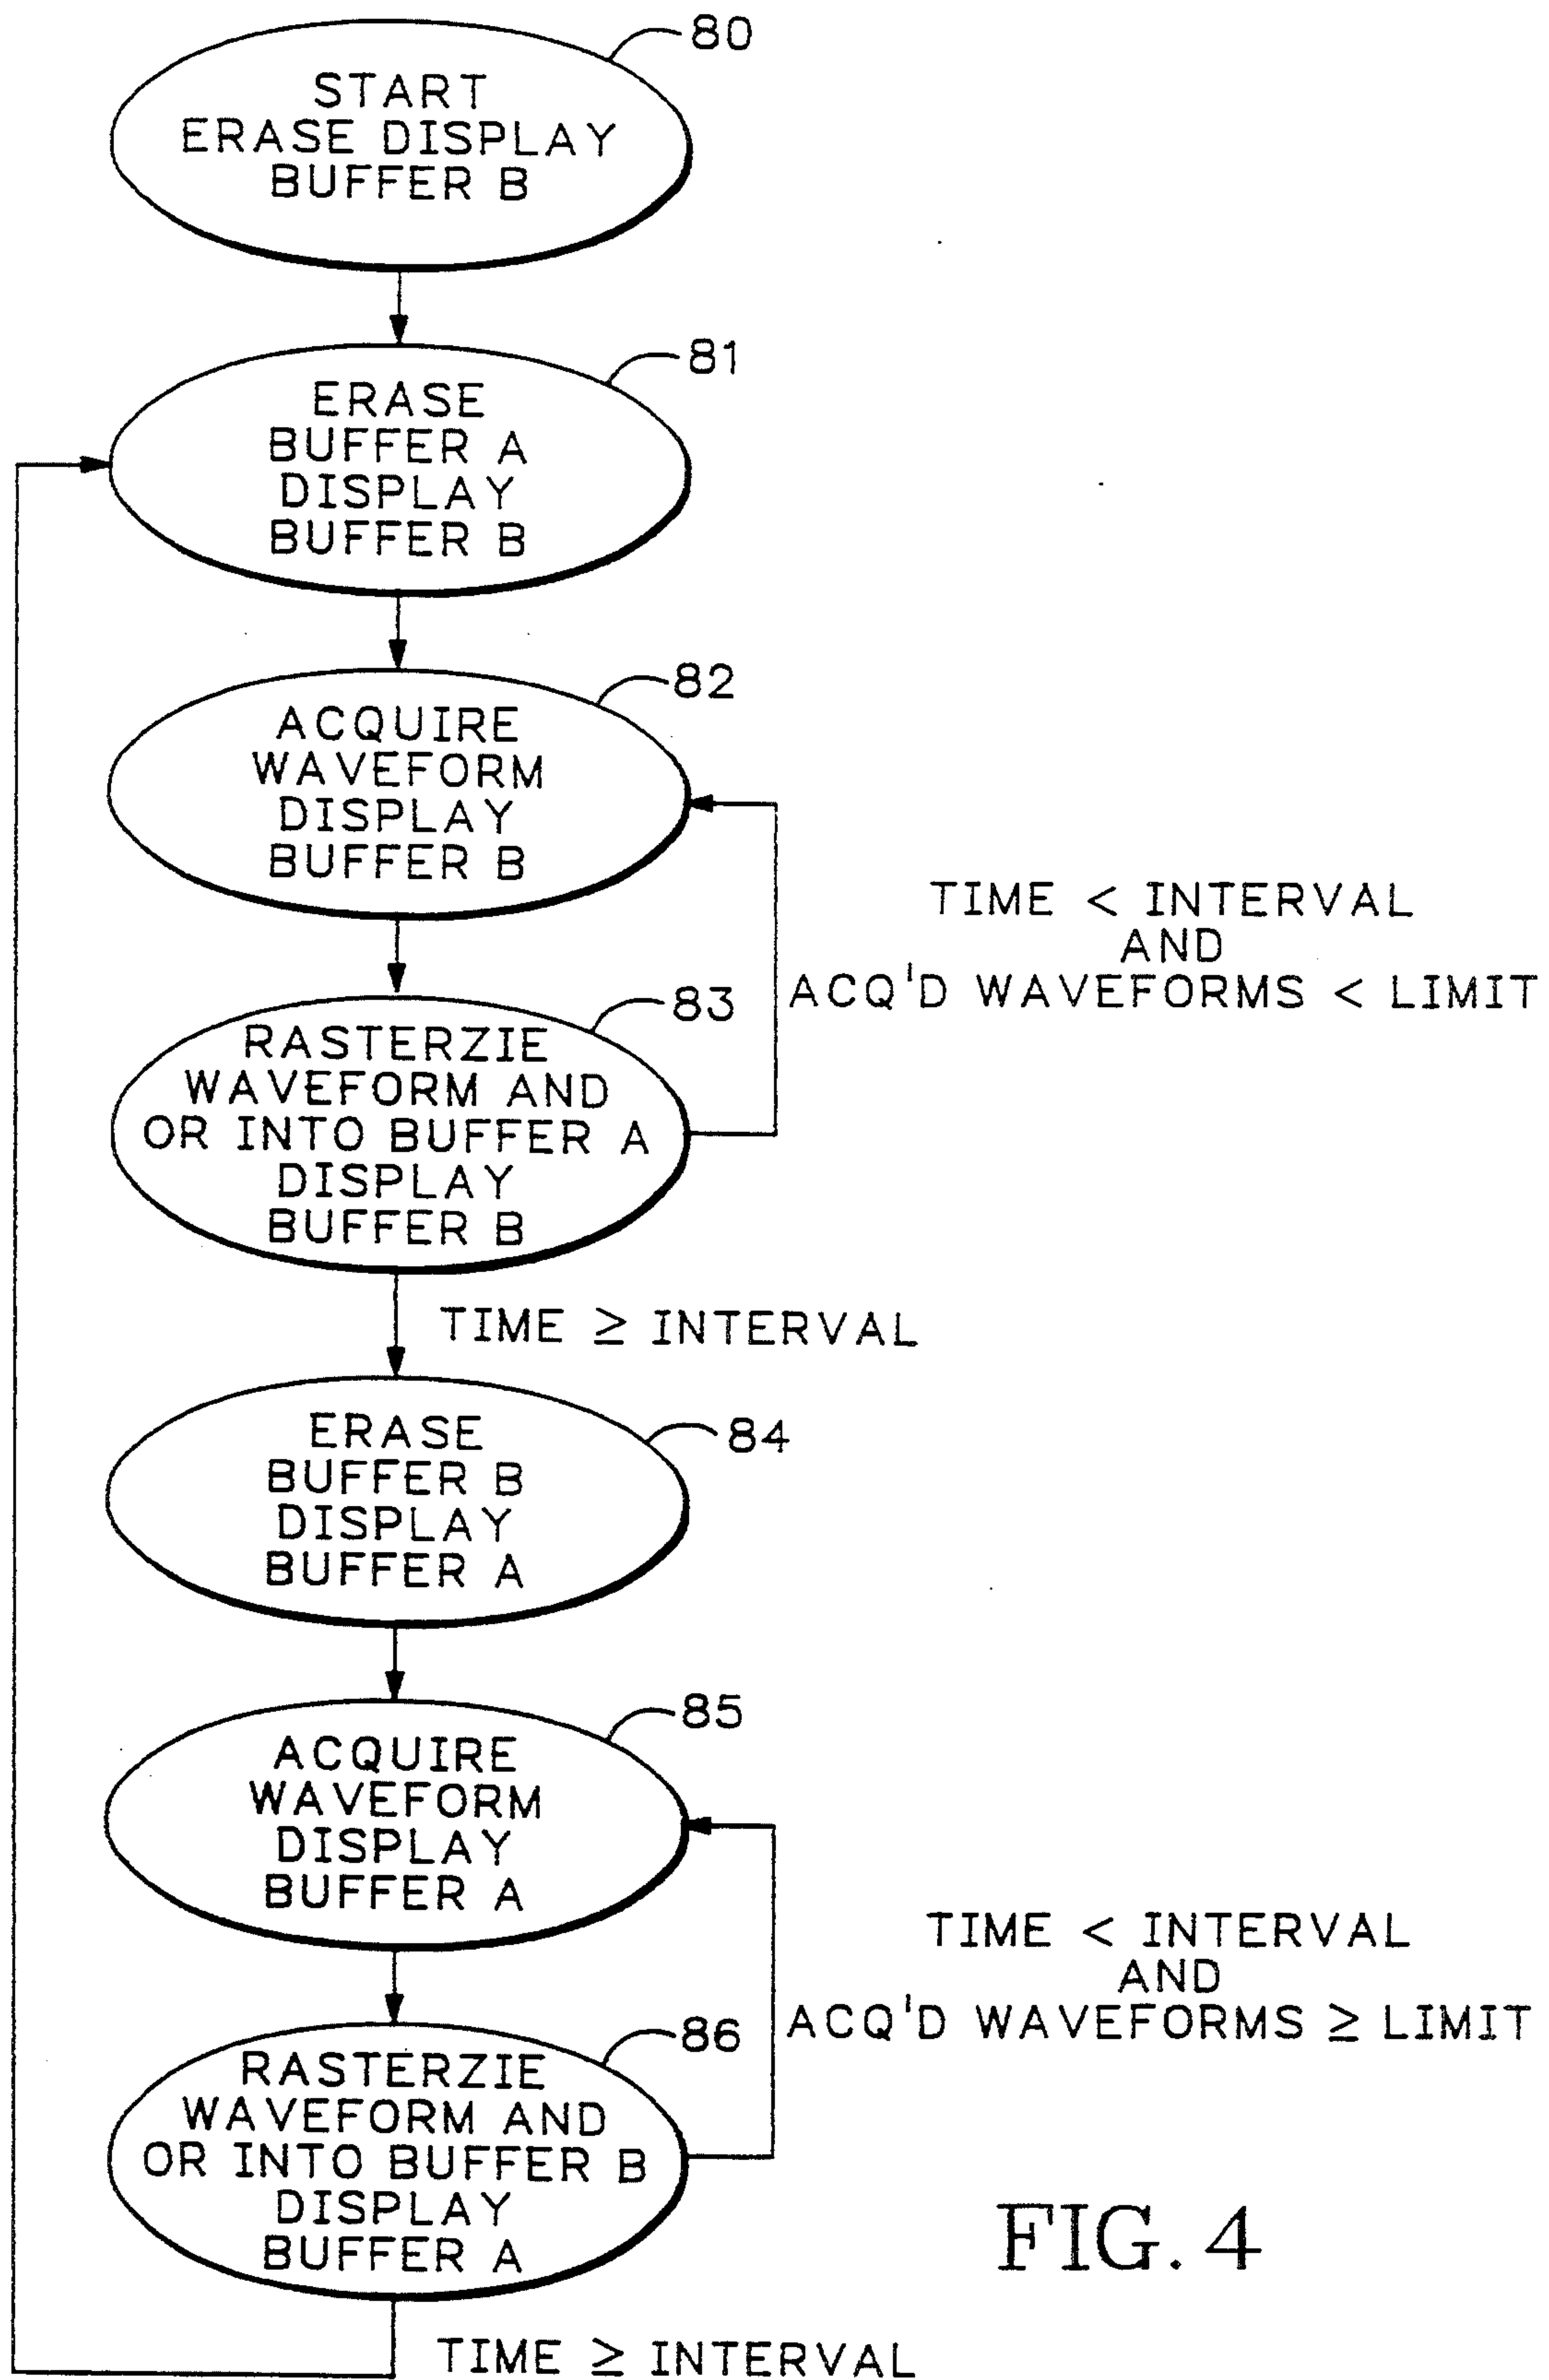 80
START
ERASE DISPLAY
BUFFER B
81
ERASE
BUFFER A
DISPLAY
BUFFER B
82
ACQUIRE
WAVEFORM
DISPLAY
BUFFER B
TIME < INTERVAL
AND
ACQ'D WAVEFORMS < LIMIT
83
RASTERZIE
WAVEFORM AND
OR INTO BUFFER A
DISPLAY
BUFFER B
TIME ≥ INTERVAL
84
ERASE
BUFFER B
DISPLAY
BUFFER A
85
ACQUIRE
WAVEFORM
DISPLAY
BUFFER A
TIME < INTERVAL
AND
ACQ'D WAVEFORMS ≥ LIMIT
86
RASTERZIE
WAVEFORM AND
OR INTO BUFFER B
DISPLAY
BUFFER A
TIME ≥ INTERVAL
FIG. 4